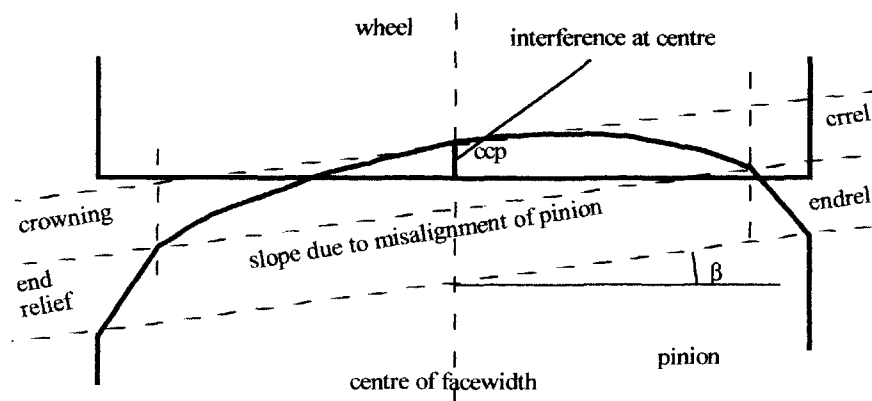 wheel
interference at centre
crrel
ccp
crowning
endrel
slope due to misalignment of pinion
end
relief
β
pinion
centre of facewidth